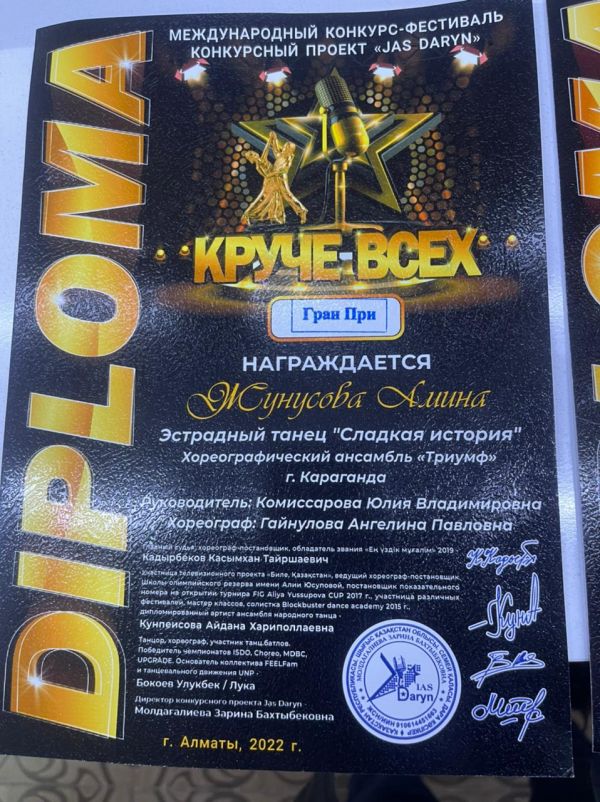 DIPLOMA
МЕЖДУНАРОДНЫЙ КОНКУРС-ФЕСТИВАЛЬ
КОНКУРСНЫЙ ПРОЕКТ «JAS DARYN»
КРУЧЕ ВСЕХ
Гран При
НАГРАЖДАЕТСЯ
Жунусова Амина
Эстрадный танец "Сладкая история"
Хореографический ансамбль «Триумф»
г. Караганда
Руководитель: Комиссарова Юлия Владимировна
Хореограф: Гайнулова Ангелина Павловна
Главный судья, хореограф-постановщик, обладатель звания «Ең үздік мұғалім» 2019 -
Кадырбеков Касымхан Тайршаевич
участница телевизионного проекта «Биле, Қазақстан», ведущий хореограф-постановщик
Школы олимпийского резерва имени Алии Юсуповой, постановщик показательного
номера на открытии турнира FIG Aliya Yussupova CUP 2017 г., участница различных
фестивалей, мастер классов, солистка Blockbuster dance academy 2015 г.,
дипломированный артист ансамбля народного танца -
Кунпеисова Айдана Хариполлаевна
Танцор, хореограф, участник танц.батлов.
Победитель чемпионатов ISDO, Choreo, MDBC,
UPGRADE. Основатель коллектива FEELFam
и танцевального движения UNP -
Бокоев Улукбек / Лука
Директор конкурсного проекта Jas Daryn -
Молдагалиева Зарина Бахтыбековна
JAS
Daryn
г. Алматы, 2022 г.